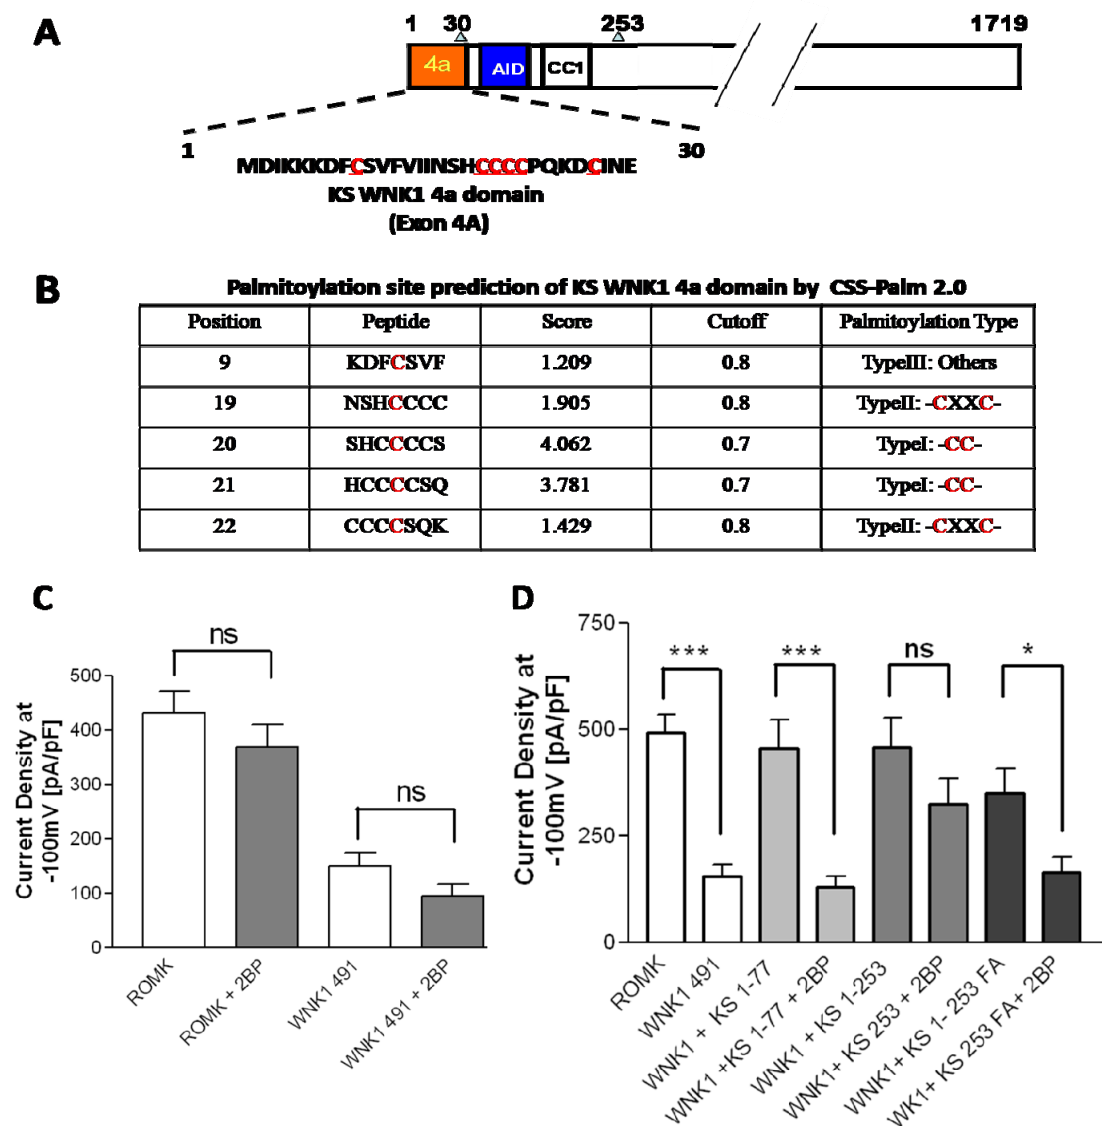 A
1 30 253 1719
4a AID CC1
1 30
MDIKKKDFCSVFVIINSHCCCCPQKDCINE
KS WNK1 4a domain
(Exon 4A)
B
Palmitoylation site prediction of KS WNK1 4a domain by CSS-Palm 2.0
Position Peptide Score Cutoff Palmitoylation Type
9 KDFCSVF 1.209 0.8 TypeIII: Others
19 NSHCCCC 1.905 0.8 TypeII: -CXXC-
20 SHCCCCS 4.062 0.7 TypeI: -CC-
21 HCCCCSQ 3.781 0.7 TypeI: -CC-
22 CCCCSQK 1.429 0.8 TypeII: -CXXC-
C
Current Density at
-100mV [pA/pF]
500
400
300
200
100
0
ns
ns
ROMK
ROMK + 2BP
WNK1 491
WNK1 491 + 2BP
D
Current Density at
-100mV [pA/pF]
750
500
250
0
***
***
ns
*
ROMK
WNK1 491
WNK1 + KS 1-77
WNK1 +KS 1-77 + 2BP
WNK1 + KS 1-253
WNK1+ KS 253 + 2BP
WNK1+ KS 1- 253 FA
WK1+ KS 253 FA+ 2BP